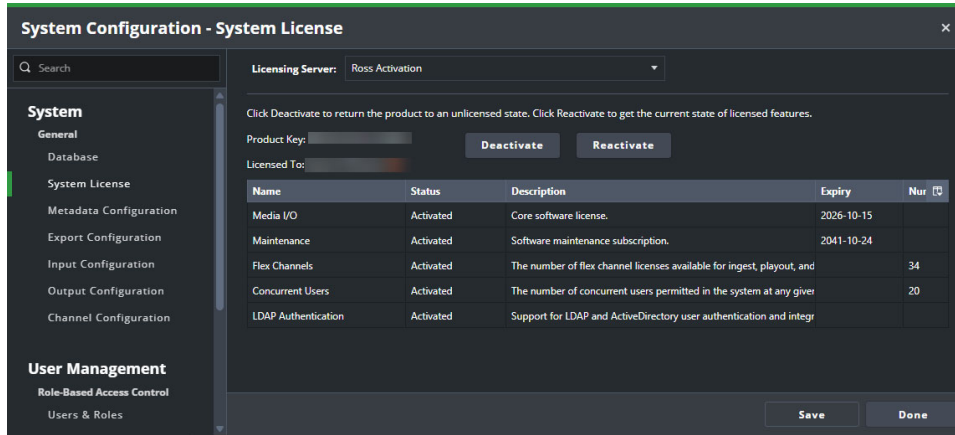 System Configuration - System License
×
Search
System
General
Database
System License
Metadata Configuration
Export Configuration
Input Configuration
Output Configuration
Channel Configuration
User Management
Role-Based Access Control
Users & Roles
Licensing Server: Ross Activation
Click Deactivate to return the product to an unlicensed state. Click Reactivate to get the current state of licensed features.
Product Key:
Deactivate Reactivate
Licensed To:
Name Status Description Expiry Nur
Media I/O Activated Core software license. 2026-10-15
Maintenance Activated Software maintenance subscription. 2041-10-24
Flex Channels Activated The number of flex channel licenses available for ingest, playout, and 34
Concurrent Users Activated The number of concurrent users permitted in the system at any giver 20
LDAP Authentication Activated Support for LDAP and ActiveDirectory user authentication and integr
Save Done